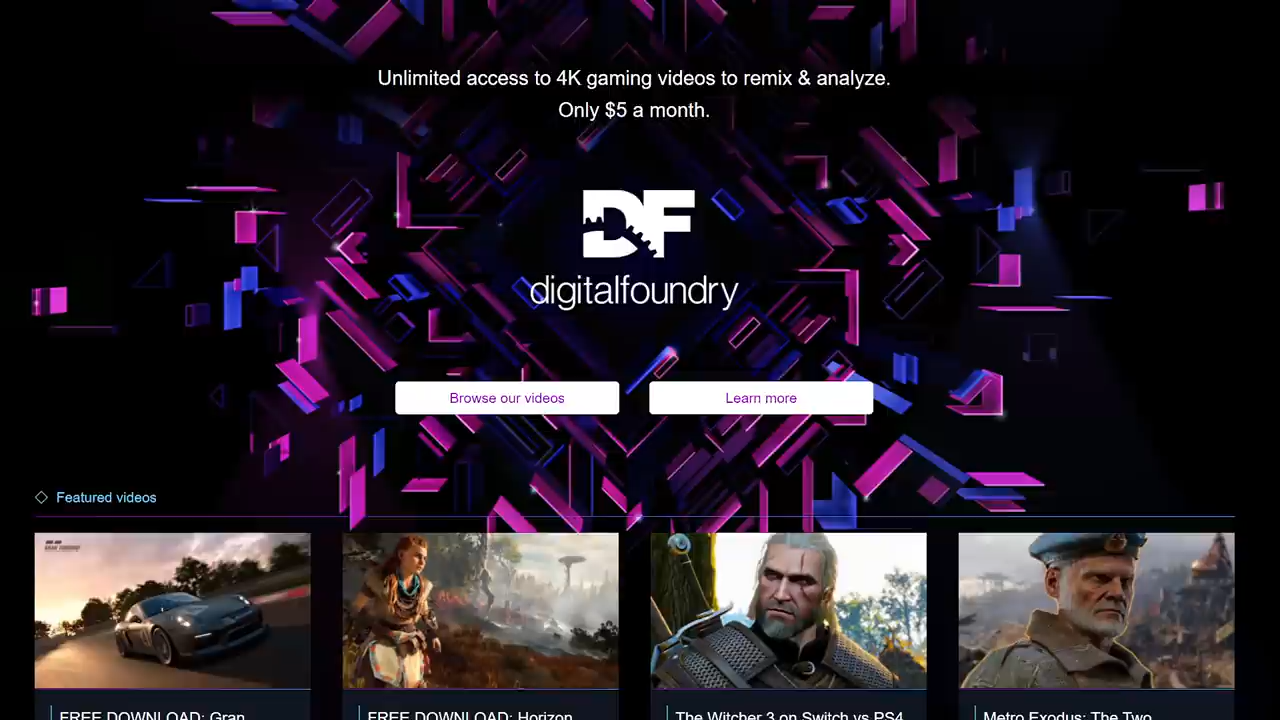 Unlimited access to 4K gaming videos to remix & analyze.
Only $5 a month.
DF
digitalfoundry
Browse our videos
Learn more
Featured videos
FREE DOWNLOAD: Gran
FREE DOWNLOAD: Horizon
The Witcher 3 on Switch vs PS4
Metro Exodus: The Two